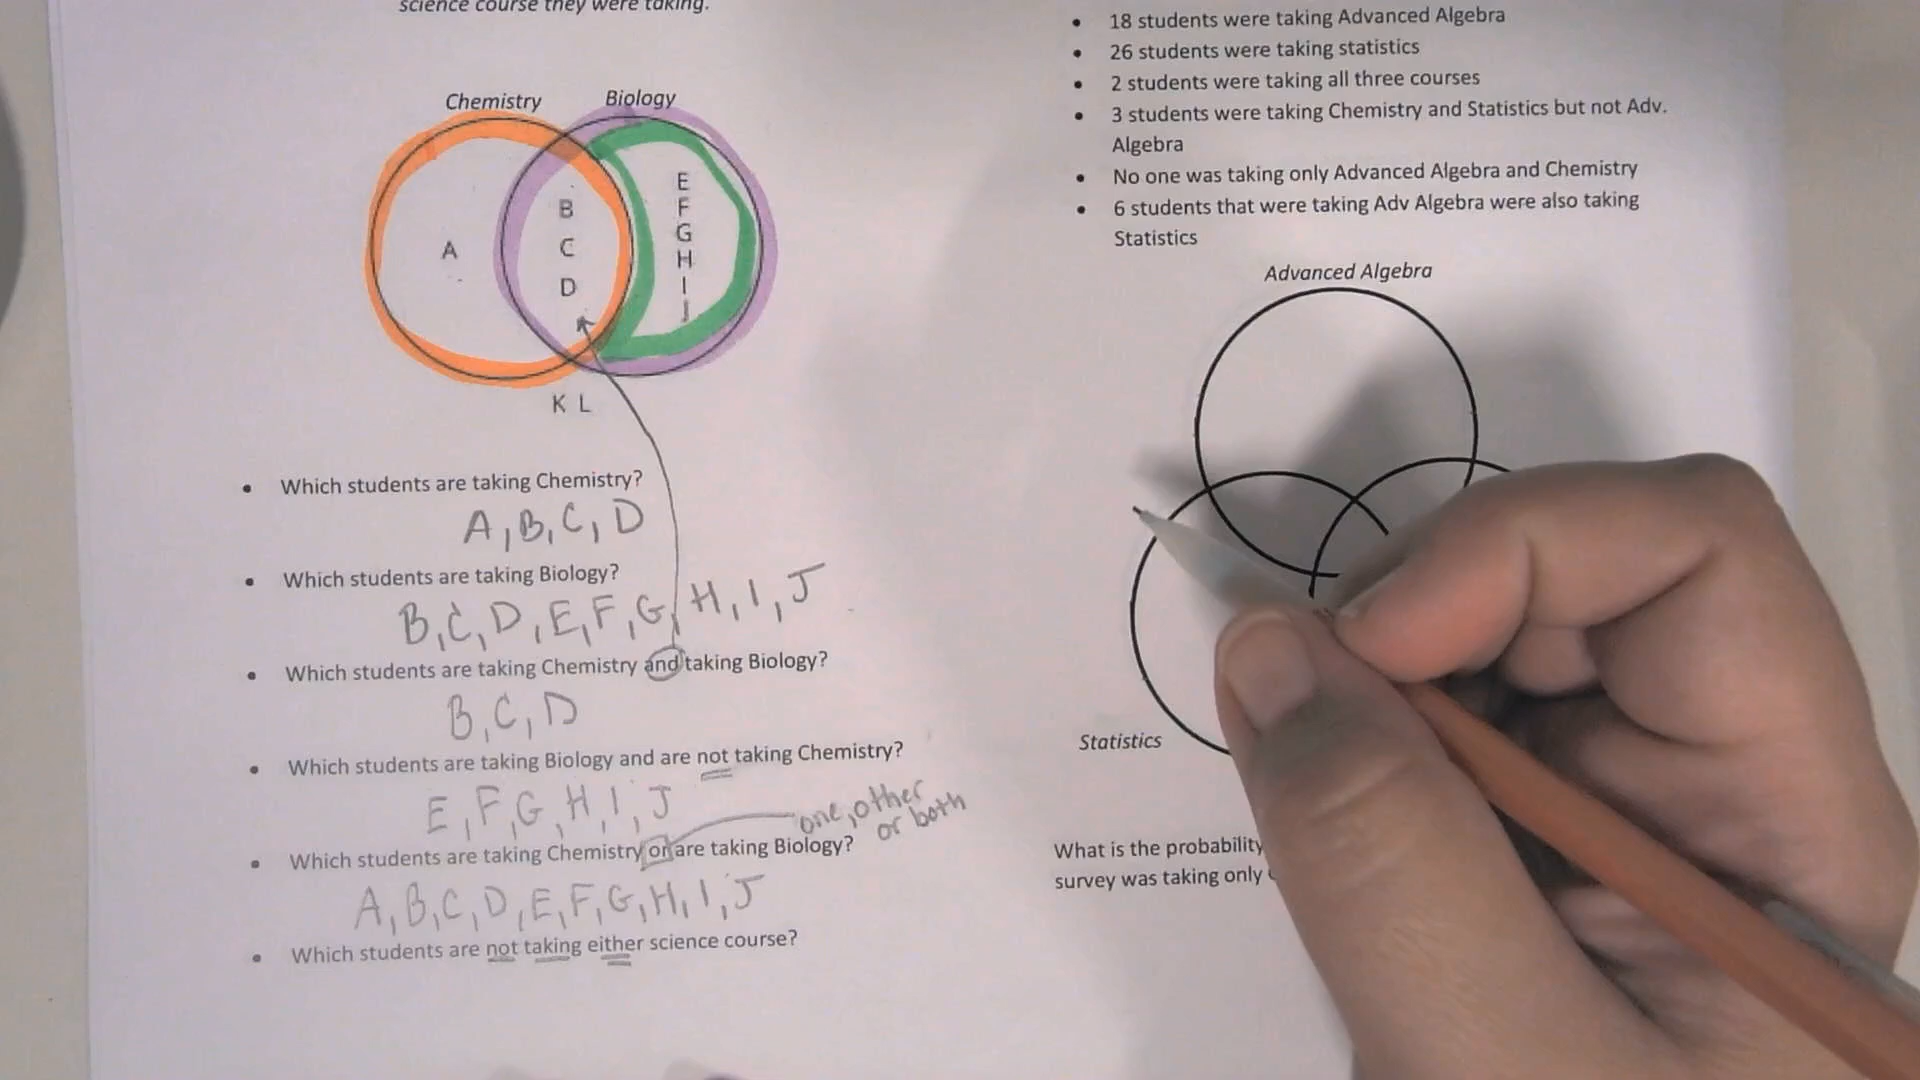 science course they were taking.
Chemistry Biology
A
B
C
D
E
F
G
H
I
J
K L
• Which students are taking Chemistry?
A, B, C, D
• Which students are taking Biology?
B, C, D, E, F, G, H, I, J
• Which students are taking Chemistry and taking Biology?
B, C, D
• Which students are taking Biology and are not taking Chemistry?
E, F, G, H, I, J
one, other
or both
• Which students are taking Chemistry or are taking Biology?
A, B, C, D, E, F, G, H, I, J
• Which students are not taking either science course?
• 18 students were taking Advanced Algebra
• 26 students were taking statistics
• 2 students were taking all three courses
• 3 students were taking Chemistry and Statistics but not Adv.
Algebra
• No one was taking only Advanced Algebra and Chemistry
• 6 students that were taking Adv Algebra were also taking
Statistics
Advanced Algebra
Statistics
What is the probability
survey was taking only